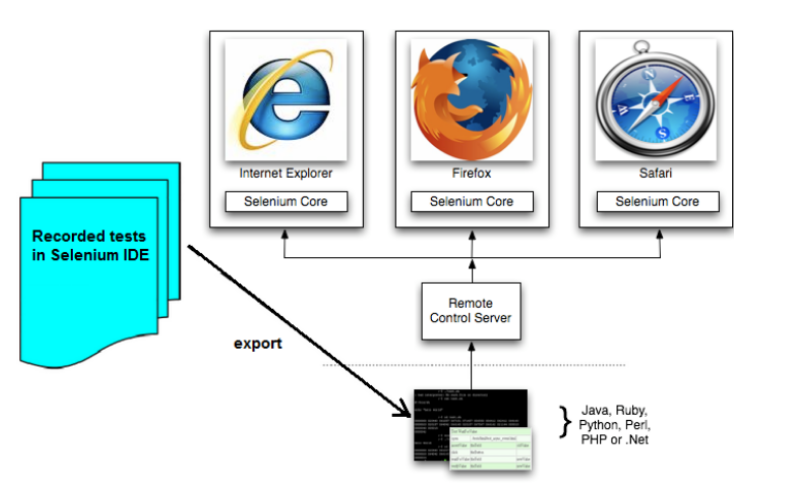 Internet Explorer
Selenium Core
Firefox
Selenium Core
Safari
Selenium Core
Recorded tests
in Selenium IDE
Remote
Control Server
export
Java, Ruby,
Python, Perl,
PHP or .Net